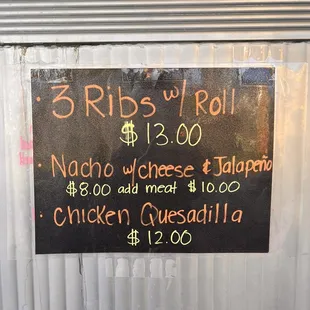 · 3 Ribs w/ Roll
$13.00
· Nacho w/cheese & Jalapeño
$8.00 add meat $10.00
· Chicken Quesadilla
$12.00